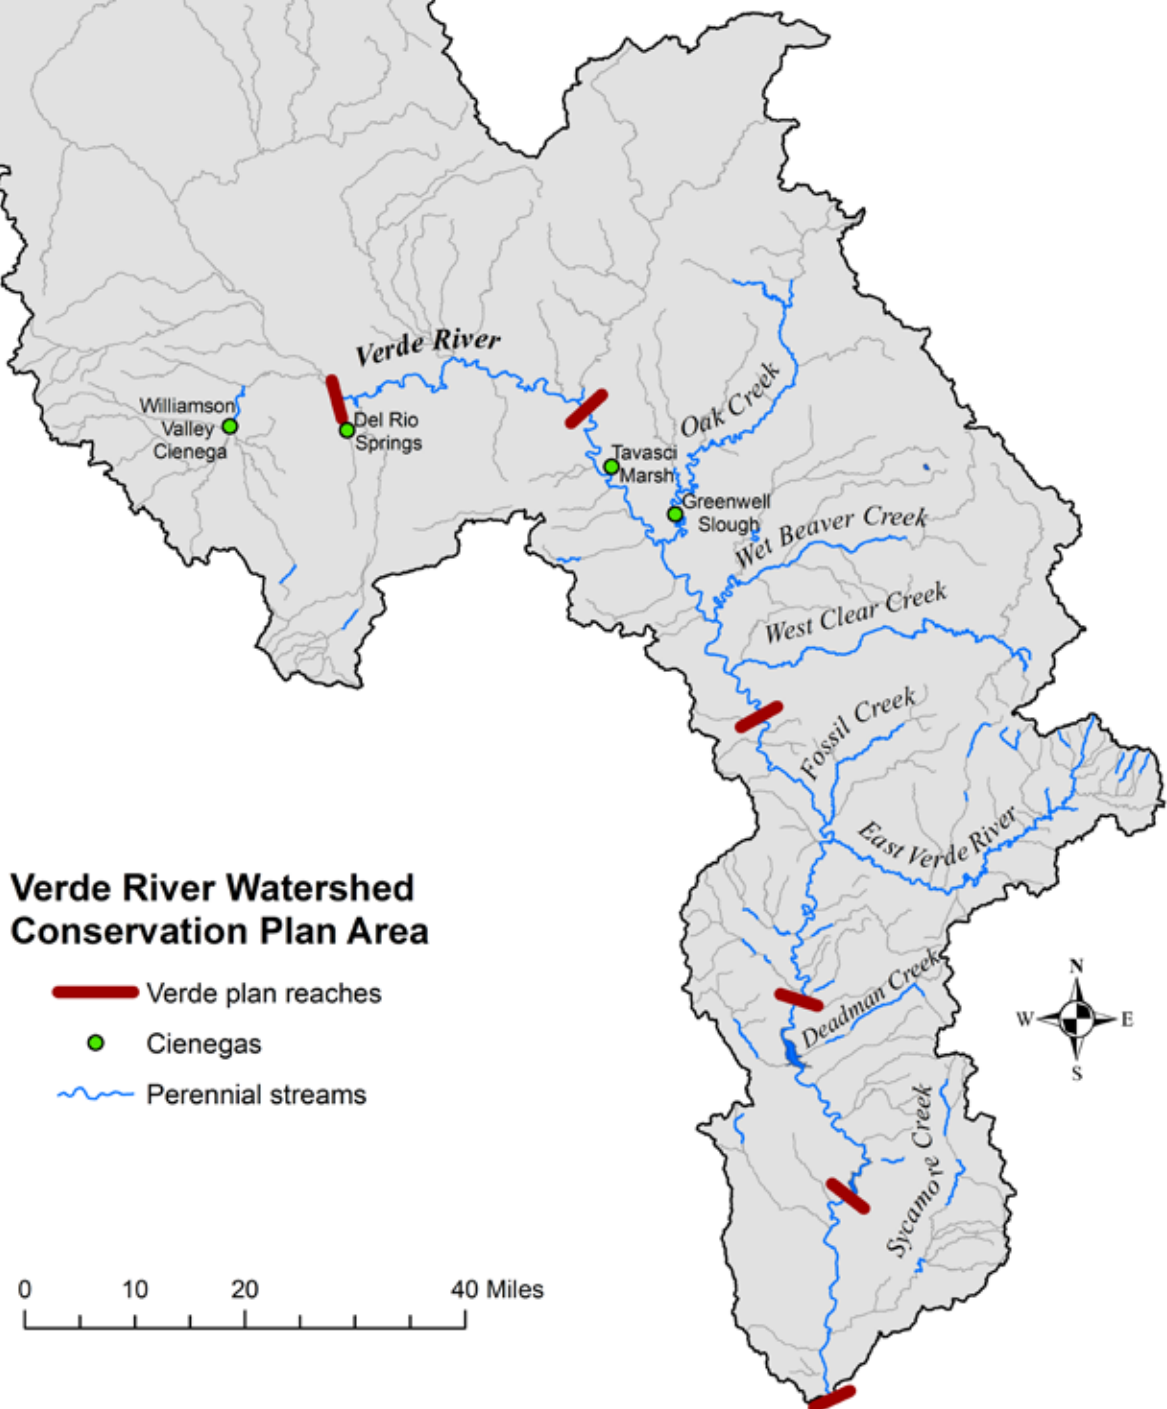 Verde River
Oak Creek
Williamson
Valley
Cienega
Del Rio
Springs
Tavasci
Marsh
Greenwell
Slough
Wet Beaver Creek
West Clear Creek
Fossil Creek
East Verde River
Verde River Watershed
Conservation Plan Area
Verde plan reaches
Cienegas
Perennial streams
Deadman Creek
N
W E
S
Sycamore Creek
0 10 20 40 Miles